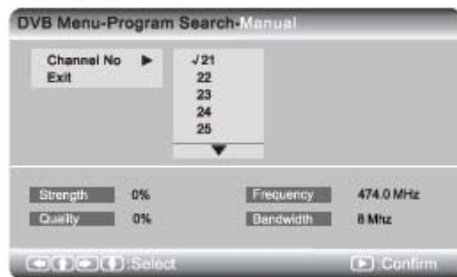 DVB Menu-Program Search-Manual
Channel No ▶ √21
Exit 22
23
24
25
▼
Strength 0% Frequency 474.0 MHz
Quality 0% Bandwidth 8 Mhz
:Select :Confirm